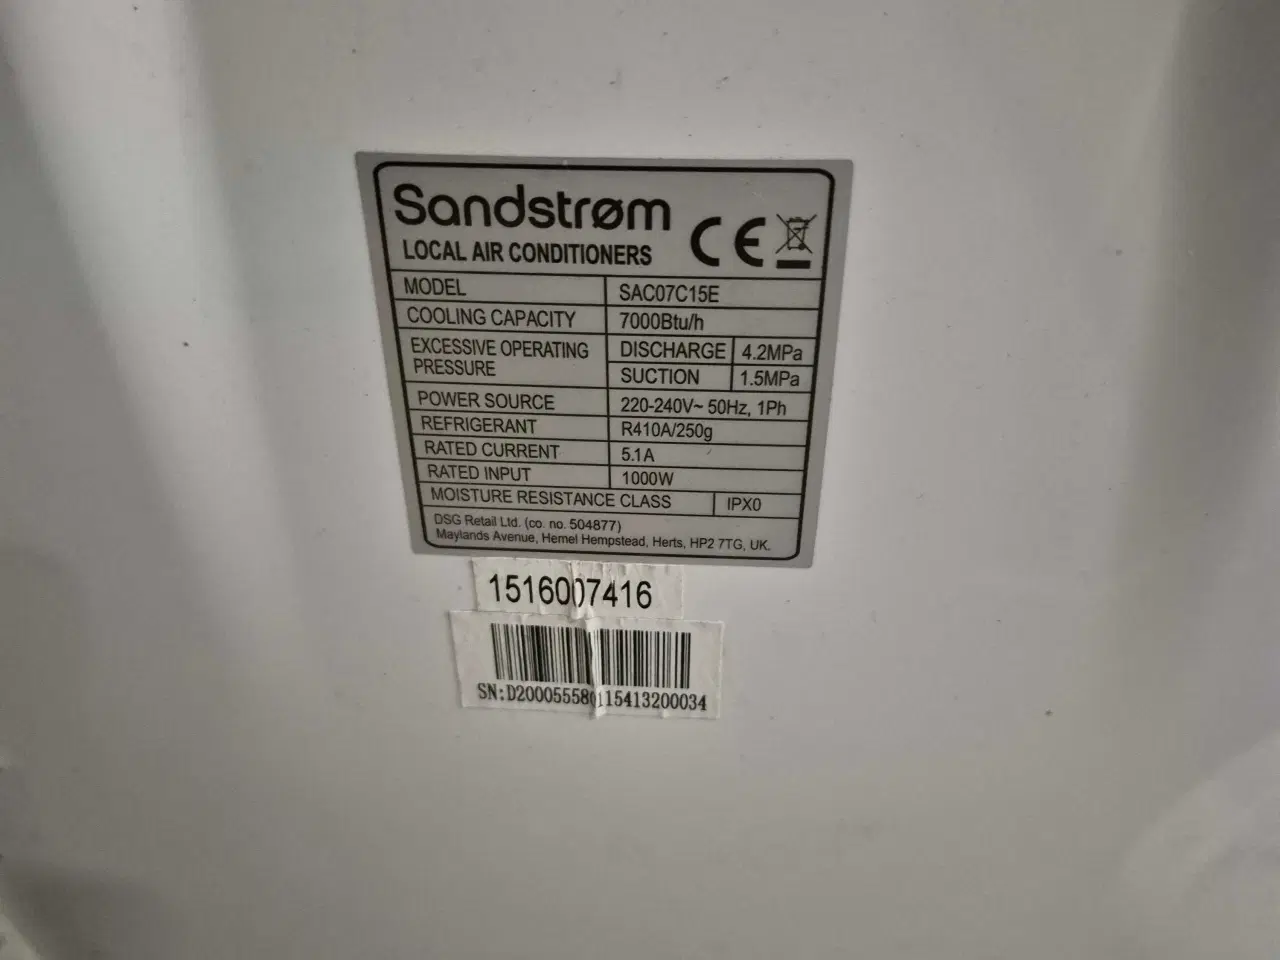 Sandstrøm
LOCAL AIR CONDITIONERS
CE
MODEL SAC07C15E
COOLING CAPACITY 7000Btu/h
EXCESSIVE OPERATING PRESSURE DISCHARGE 4.2MPa
SUCTION 1.5MPa
POWER SOURCE 220-240V~ 50Hz, 1Ph
REFRIGERANT R410A/250g
RATED CURRENT 5.1A
RATED INPUT 1000W
MOISTURE RESISTANCE CLASS IPX0
DSG Retail Ltd. (co. no. 504877)
Maylands Avenue, Hemel Hempstead, Herts, HP2 7TG, UK.
1516007416
SN:D200055580115413200034